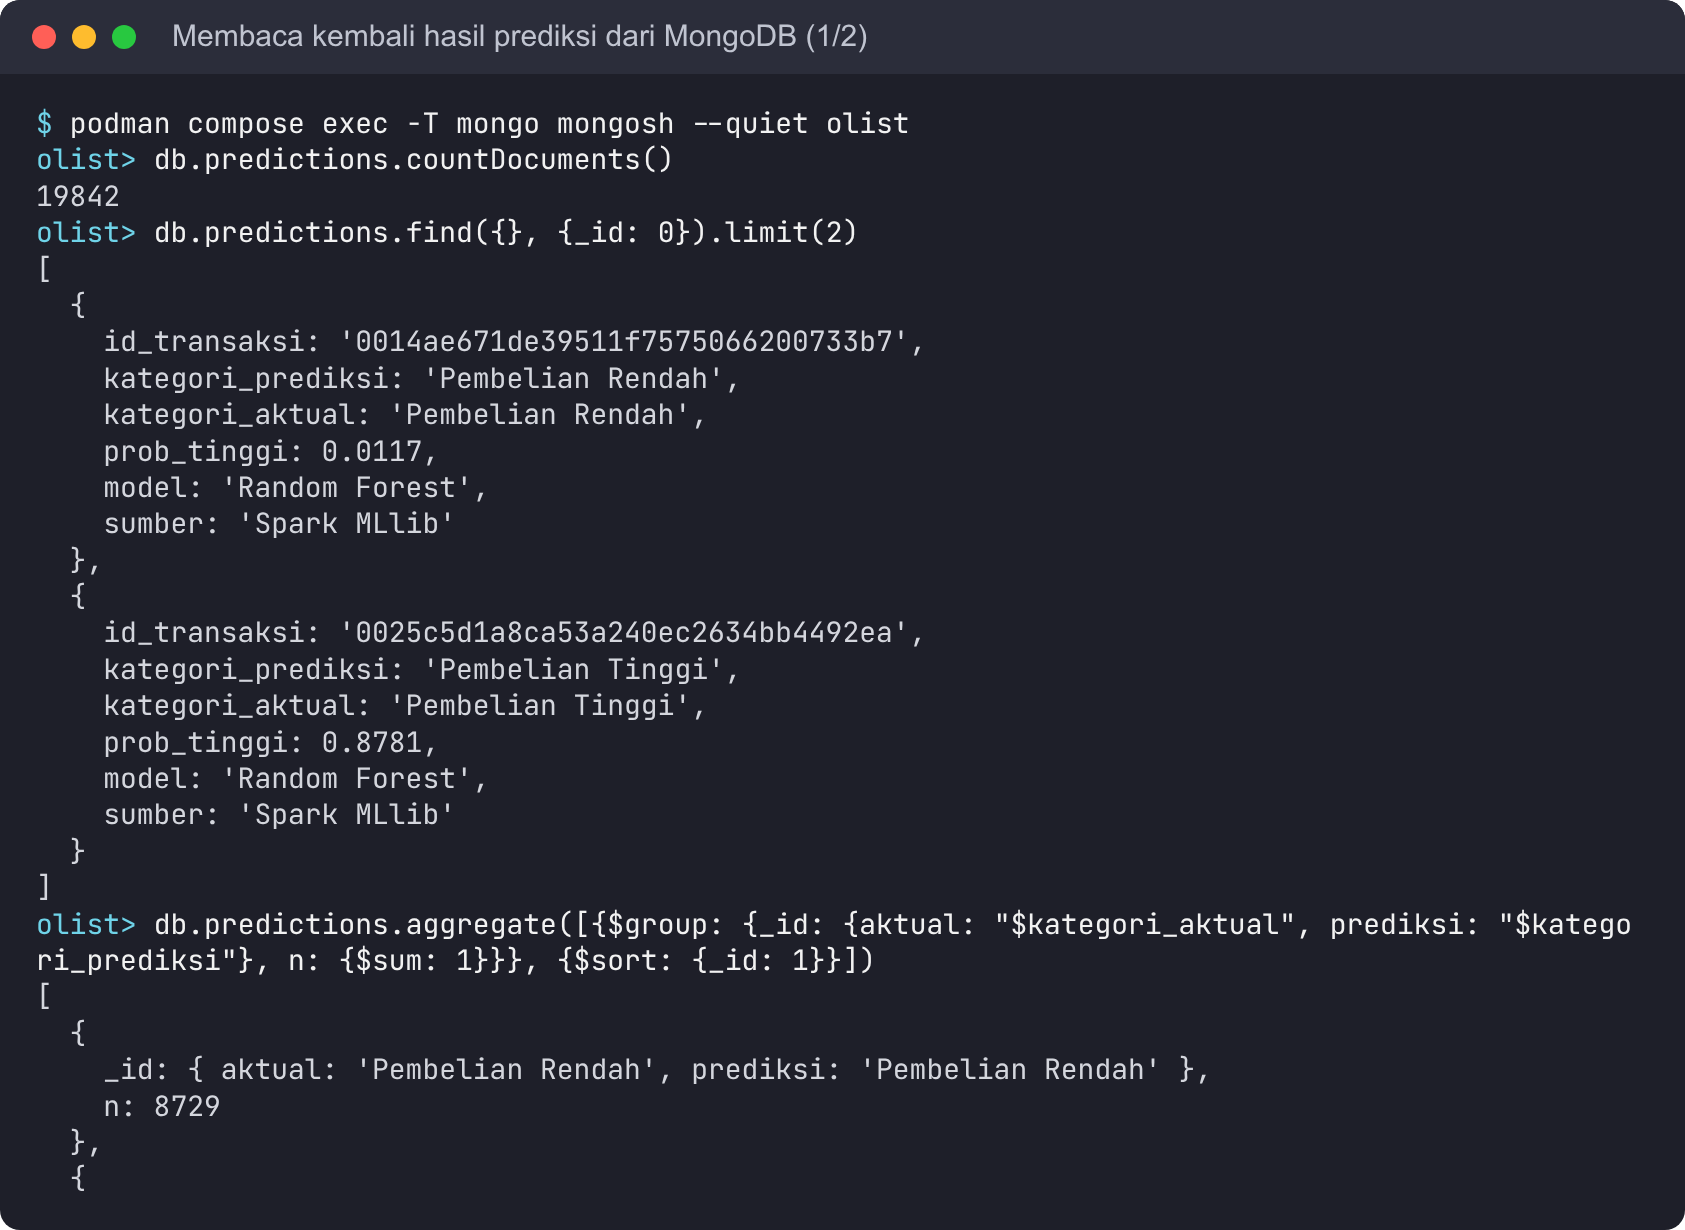 Membaca kembali hasil prediksi dari MongoDB (1/2)
$ podman compose exec -T mongo mongosh --quiet olist
olist> db.predictions.countDocuments()
19842
olist> db.predictions.find({}, {_id: 0}).limit(2)
[
  {
    id_transaksi: '0014ae671de39511f7575066200733b7',
    kategori_prediksi: 'Pembelian Rendah',
    kategori_aktual: 'Pembelian Rendah',
    prob_tinggi: 0.0117,
    model: 'Random Forest',
    sumber: 'Spark MLlib'
  },
  {
    id_transaksi: '0025c5d1a8ca53a240ec2634bb4492ea',
    kategori_prediksi: 'Pembelian Tinggi',
    kategori_aktual: 'Pembelian Tinggi',
    prob_tinggi: 0.8781,
    model: 'Random Forest',
    sumber: 'Spark MLlib'
  }
]
olist> db.predictions.aggregate([{$group: {_id: {aktual: "$kategori_aktual", prediksi: "$katego
ri_prediksi"}, n: {$sum: 1}}}, {$sort: {_id: 1}}])
[
  {
    _id: { aktual: 'Pembelian Rendah', prediksi: 'Pembelian Rendah' },
    n: 8729
  },
  {